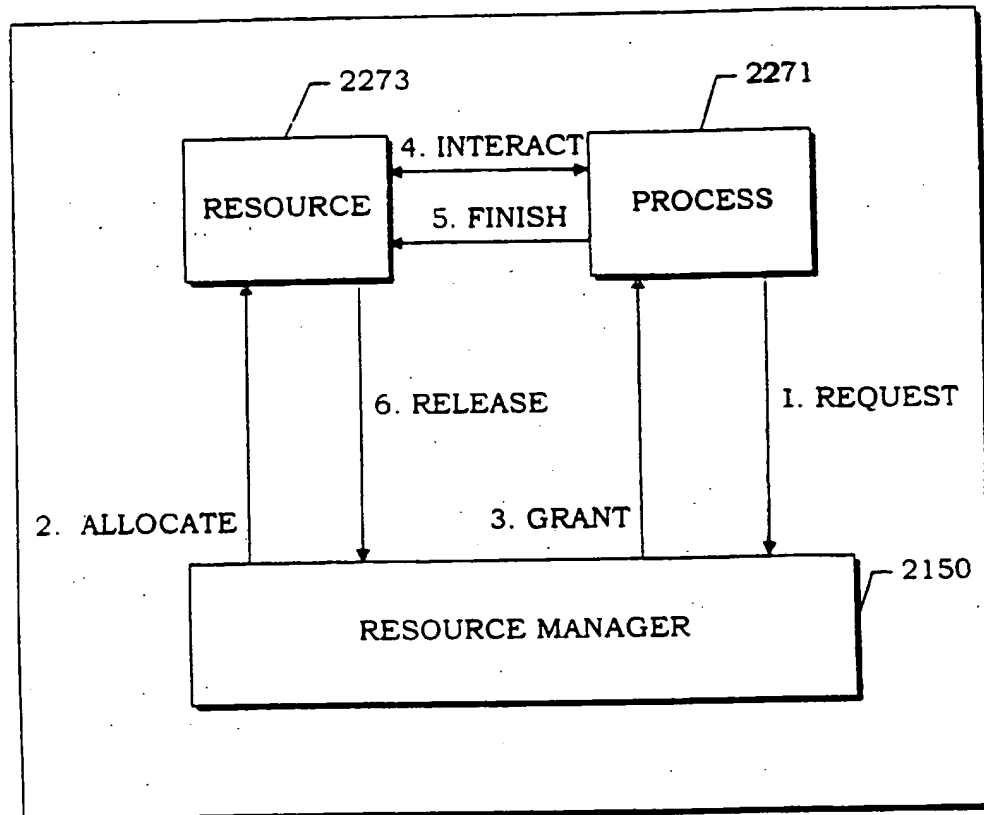 2273
2271
4. INTERACT
RESOURCE
PROCESS
5. FINISH
6. RELEASE
1. REQUEST
2. ALLOCATE
3. GRANT
2150
RESOURCE MANAGER